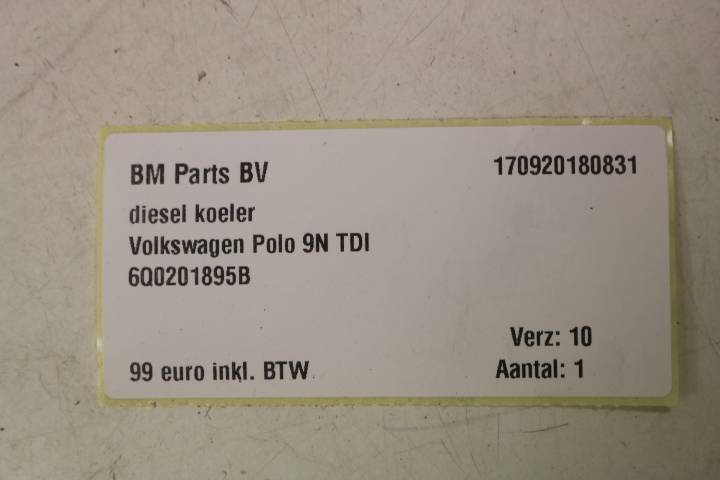 BM Parts BV 170920180831
diesel koeler
Volkswagen Polo 9N TDI
6Q0201895B
Verz: 10
99 euro inkl. BTW Aantal: 1